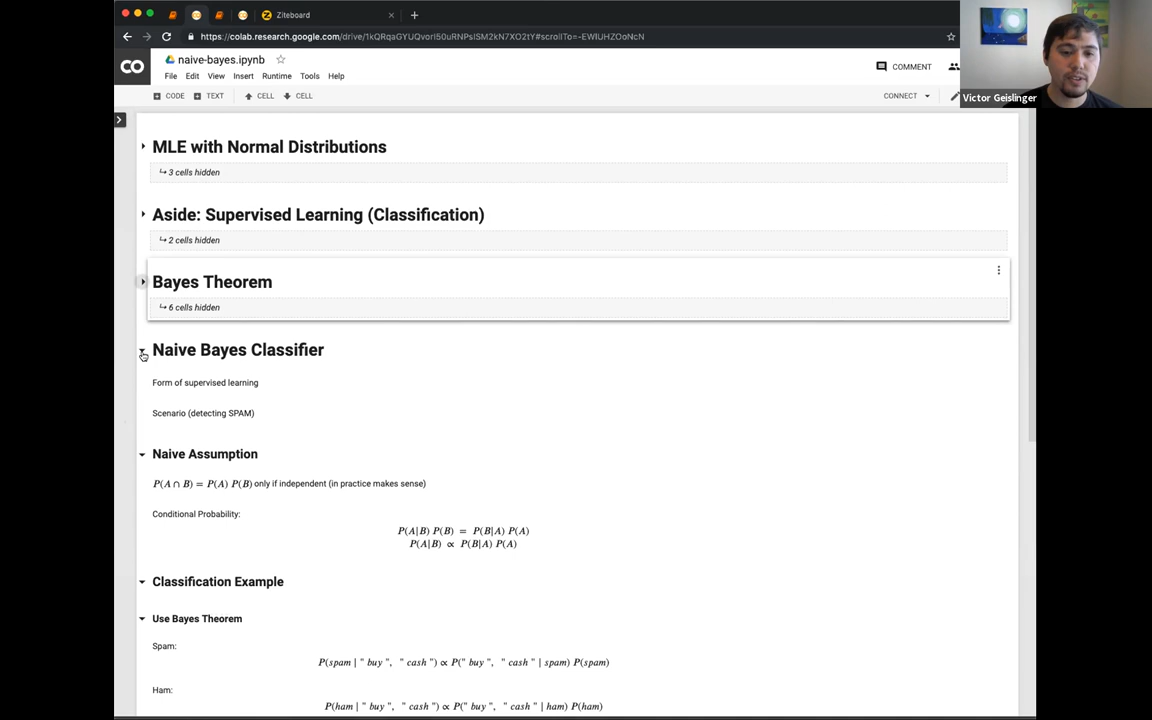 Ziteboard
https://colab.research.google.com/drive/1kQRqaGYUQvorI50uRNPsISM2kN7XO2tY#scrollTo=-EWIUHZOoNcN
CO
naive-bayes.ipynb
File Edit View Insert Runtime Tools Help
COMMENT
CODE TEXT CELL CELL
CONNECT
Victor Geislinger
MLE with Normal Distributions
3 cells hidden
Aside: Supervised Learning (Classification)
2 cells hidden
Bayes Theorem
6 cells hidden
Naive Bayes Classifier
Form of supervised learning
Scenario (detecting SPAM)
Naive Assumption
P(A ∩ B) = P(A) P(B) only if independent (in practice makes sense)
Conditional Probability:
P(A|B) P(B) = P(B|A) P(A)
P(A|B) ∝ P(B|A) P(A)
Classification Example
Use Bayes Theorem
Spam:
P(spam | " buy ", " cash ") ∝ P(" buy ", " cash " | spam) P(spam)
Ham:
P(ham | " buy ", " cash ") ∝ P(" buy ", " cash " | ham) P(ham)